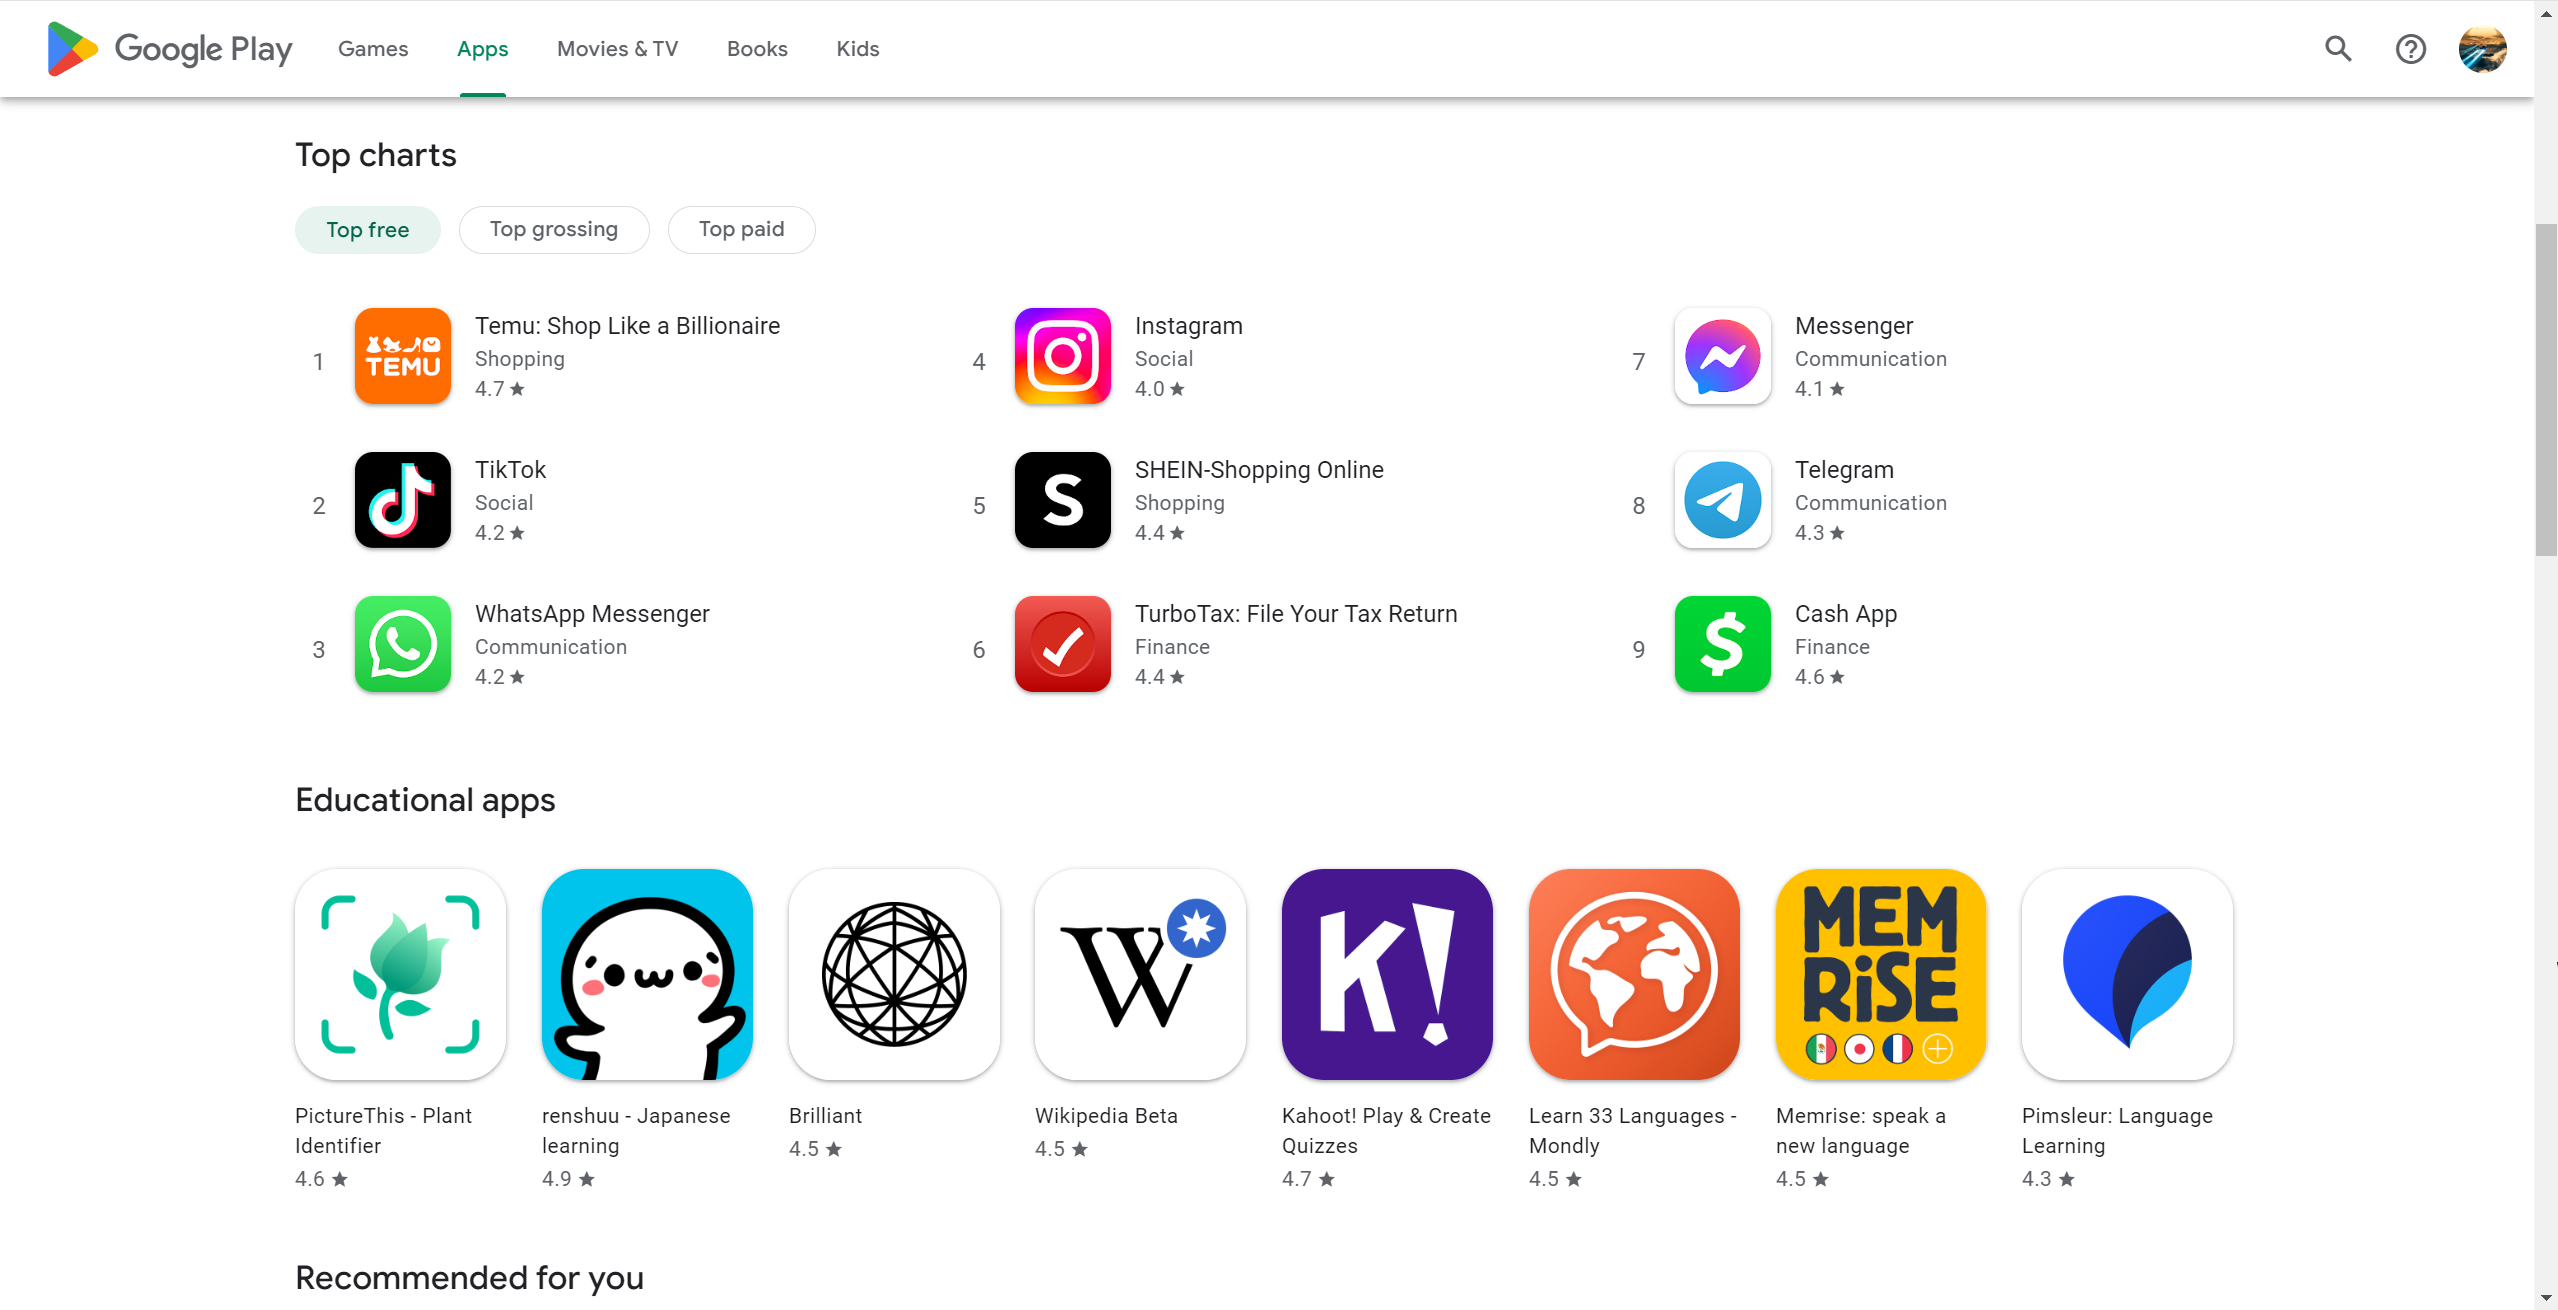 Google Play
Games
Apps
Movies & TV
Books
Kids
Top charts
Top free
Top grossing
Top paid
1
TEMU
Temu: Shop Like a Billionaire
Shopping
4.7 ★
2
TikTok
Social
4.2 ★
3
WhatsApp Messenger
Communication
4.2 ★
4
Instagram
Social
4.0 ★
5
S
SHEIN-Shopping Online
Shopping
4.4 ★
6
TurboTax: File Your Tax Return
Finance
4.4 ★
7
Messenger
Communication
4.1 ★
8
Telegram
Communication
4.3 ★
9
$
Cash App
Finance
4.6 ★
Educational apps
PictureThis - Plant
Identifier
4.6 ★
renshuu - Japanese
learning
4.9 ★
Brilliant
4.5 ★
W
Wikipedia Beta
4.5 ★
K!
Kahoot! Play & Create
Quizzes
4.7 ★
Learn 33 Languages -
Mondly
4.5 ★
MEM
RiSE
Memrise: speak a
new language
4.5 ★
Pimsleur: Language
Learning
4.3 ★
Recommended for you